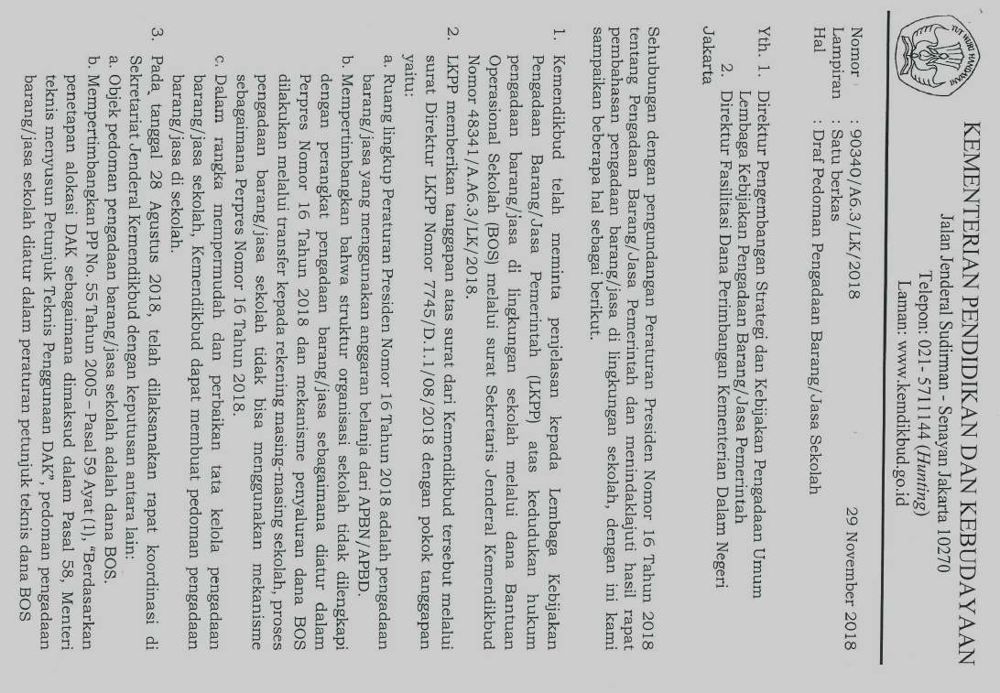 TUT WURI HANDAYANI
KEMENTERIAN PENDIDIKAN DAN KEBUDAYAAN
Jalan Jenderal Sudirman - Senayan Jakarta 10270
Telepon: 021- 5711144 (Hunting)
Laman: www.kemdikbud.go.id
Nomor : 90340/A6.3/LK/2018 29 November 2018
Lampiran : Satu berkas
Hal : Draf Pedoman Pengadaan Barang/Jasa Sekolah
Yth. 1. Direktur Pengembangan Strategi dan Kebijakan Pengadaan Umum
Lembaga Kebijakan Pengadaan Barang/Jasa Pemerintah
2. Direktur Fasilitasi Dana Perimbangan Kementerian Dalam Negeri
Jakarta
Sehubungan dengan pengundangan Peraturan Presiden Nomor 16 Tahun 2018
tentang Pengadaan Barang/Jasa Pemerintah dan menindaklajuti hasil rapat
pembahasan pengadaan barang/jasa di lingkungan sekolah, dengan ini kami
sampaikan beberapa hal sebagai berikut.
1. Kemendikbud telah meminta penjelasan kepada Lembaga Kebijakan
Pengadaan Barang/Jasa Pemerintah (LKPP) atas kedudukan hukum
pengadaan barang/jasa di lingkungan sekolah melalui dana Bantuan
Operasional Sekolah (BOS) melalui surat Sekretaris Jenderal Kemendikbud
Nomor 48341/A.A6.3/LK/2018.
2. LKPP memberikan tanggapan atas surat dari Kemendikbud tersebut melalui
surat Direktur LKPP Nomor 7745/D.1.1/08/2018 dengan pokok tanggapan
yaitu:
a. Ruang lingkup Peraturan Presiden Nomor 16 Tahun 2018 adalah pengadaan
barang/jasa yang menggunakan anggaran belanja dari APBN/APBD.
b. Mempertimbangkan bahwa struktur organisasi sekolah tidak dilengkapi
dengan perangkat pengadaan barang/jasa sebagaimana diatur dalam
Perpres Nomor 16 Tahun 2018 dan mekanisme penyaluran dana BOS
dilakukan melalui transfer kepada rekening masing-masing sekolah, proses
pengadaan barang/jasa sekolah tidak bisa menggunakan mekanisme
sebagaimana Perpres Nomor 16 Tahun 2018.
c. Dalam rangka mempermudah dan perbaikan tata kelola pengadaan
barang/jasa sekolah, Kemendikbud dapat membuat pedoman pengadaan
barang/jasa di sekolah.
3. Pada tanggal 28 Agustus 2018, telah dilaksanakan rapat koordinasi di
Sekretariat Jenderal Kemendikbud dengan keputusan antara lain:
a. Objek pedoman pengadaan barang/jasa sekolah adalah dana BOS.
b. Mempertimbangkan PP No. 55 Tahun 2005 – Pasal 59 Ayat (1), “Berdasarkan
penetapan alokasi DAK sebagaimana dimaksud dalam Pasal 58, Menteri
teknis menyusun Petunjuk Teknis Penggunaan DAK”, pedoman pengadaan
barang/jasa sekolah diatur dalam peraturan petunjuk teknis dana BOS